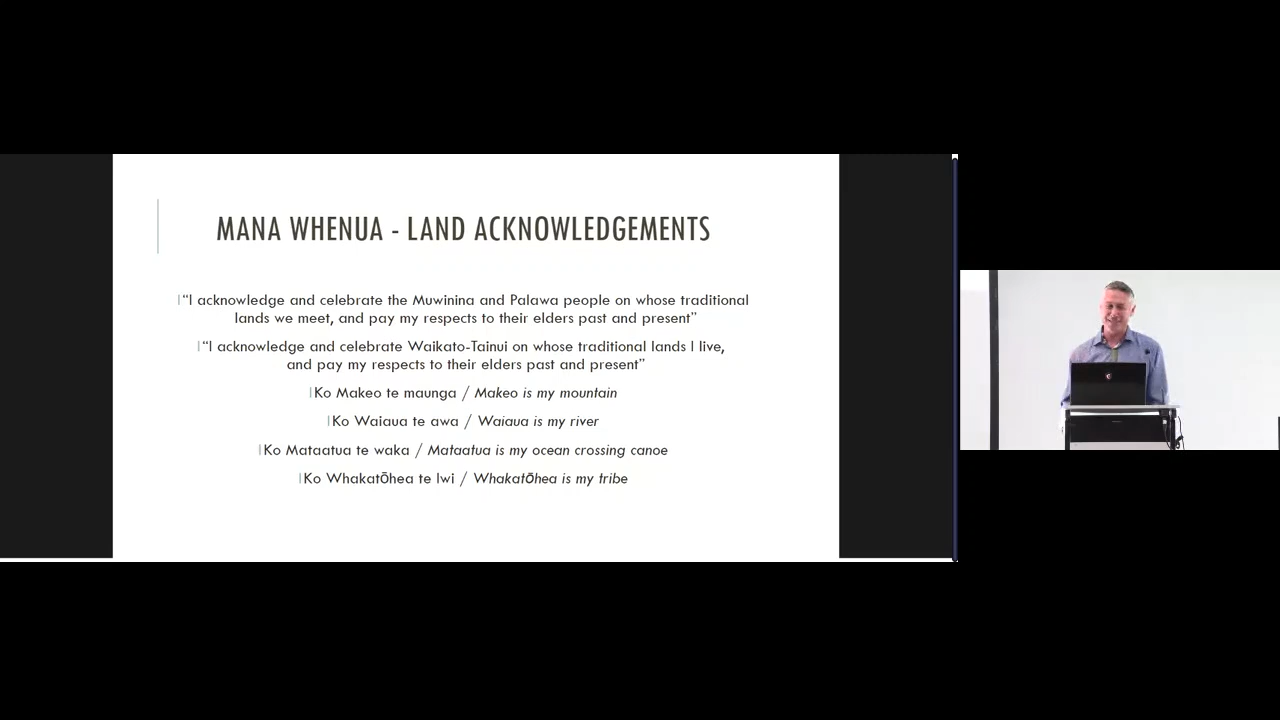 MANA WHENUA - LAND ACKNOWLEDGEMENTS
“I acknowledge and celebrate the Muwinina and Palawa people on whose traditional
lands we meet, and pay my respects to their elders past and present”
“I acknowledge and celebrate Waikato-Tainui on whose traditional lands I live,
and pay my respects to their elders past and present”
Ko Makeo te maunga / Makeo is my mountain
Ko Waiaua te awa / Waiaua is my river
Ko Mataatua te waka / Mataatua is my ocean crossing canoe
Ko Whakatōhea te Iwi / Whakatōhea is my tribe